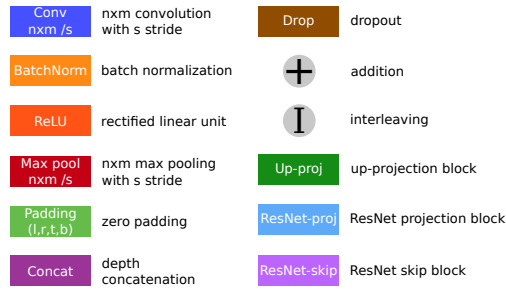 Conv
nxm /s
nxm convolution
with s stride
BatchNorm
batch normalization
ReLU
rectified linear unit
Max pool
nxm /s
nxm max pooling
with s stride
Padding
(l,r,t,b)
zero padding
Concat
depth
concatenation
Drop
dropout
+
addition
I
interleaving
Up-proj
up-projection block
ResNet-proj
ResNet projection block
ResNet-skip
ResNet skip block